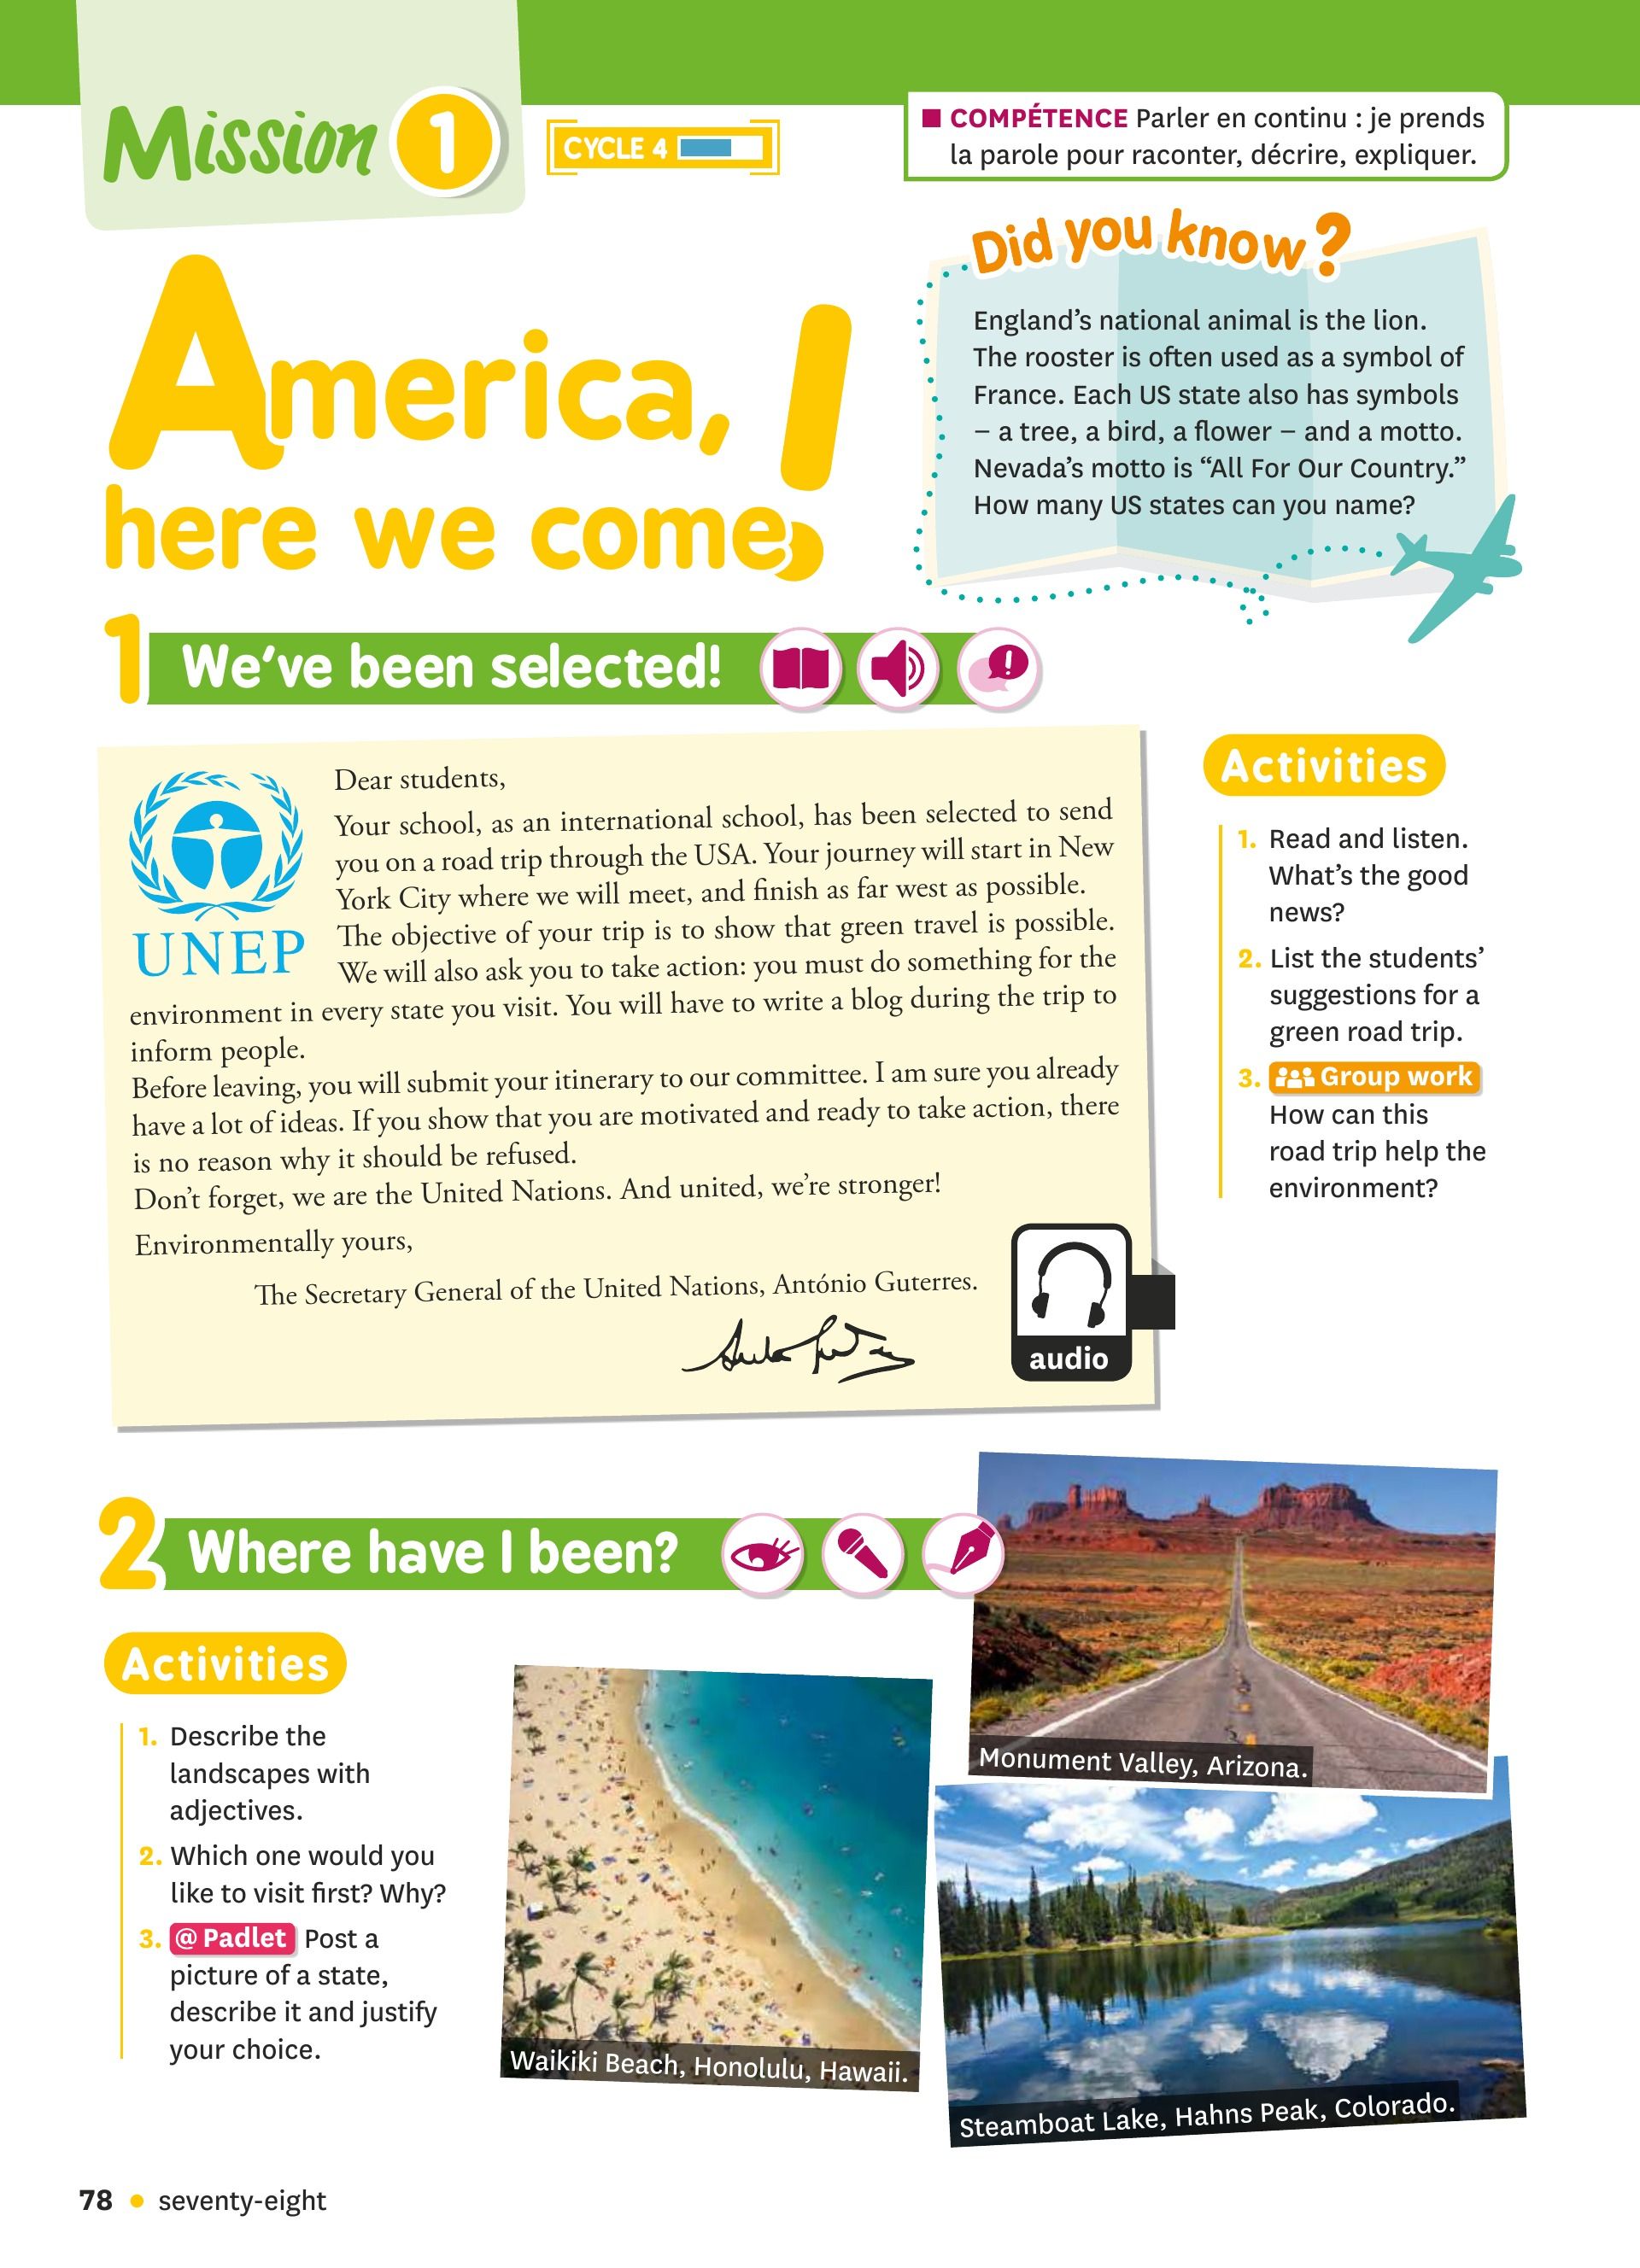 Mission 1
CYCLE 4
■ COMPÉTENCE Parler en continu : je prends
la parole pour raconter, décrire, expliquer.
America,
here we come!
Did you know?
England’s national animal is the lion.
The rooster is often used as a symbol of
France. Each US state also has symbols
– a tree, a bird, a flower – and a motto.
Nevada’s motto is “All For Our Country.”
How many US states can you name?
1 We’ve been selected!
UNEP
Dear students,
Your school, as an international school, has been selected to send
you on a road trip through the USA. Your journey will start in New
York City where we will meet, and finish as far west as possible.
The objective of your trip is to show that green travel is possible.
We will also ask you to take action: you must do something for the
environment in every state you visit. You will have to write a blog during the trip to
inform people.
Before leaving, you will submit your itinerary to our committee. I am sure you already
have a lot of ideas. If you show that you are motivated and ready to take action, there
is no reason why it should be refused.
Don’t forget, we are the United Nations. And united, we’re stronger!
Environmentally yours,
The Secretary General of the United Nations, António Guterres.
audio
Activities
1. Read and listen.
What’s the good
news?
2. List the students’
suggestions for a
green road trip.
3. Group work
How can this
road trip help the
environment?
2 Where have I been?
Activities
1. Describe the
landscapes with
adjectives.
2. Which one would you
like to visit first? Why?
3. @ Padlet Post a
picture of a state,
describe it and justify
your choice.
Monument Valley, Arizona.
Waikiki Beach, Honolulu, Hawaii.
Steamboat Lake, Hahns Peak, Colorado.
78 • seventy-eight